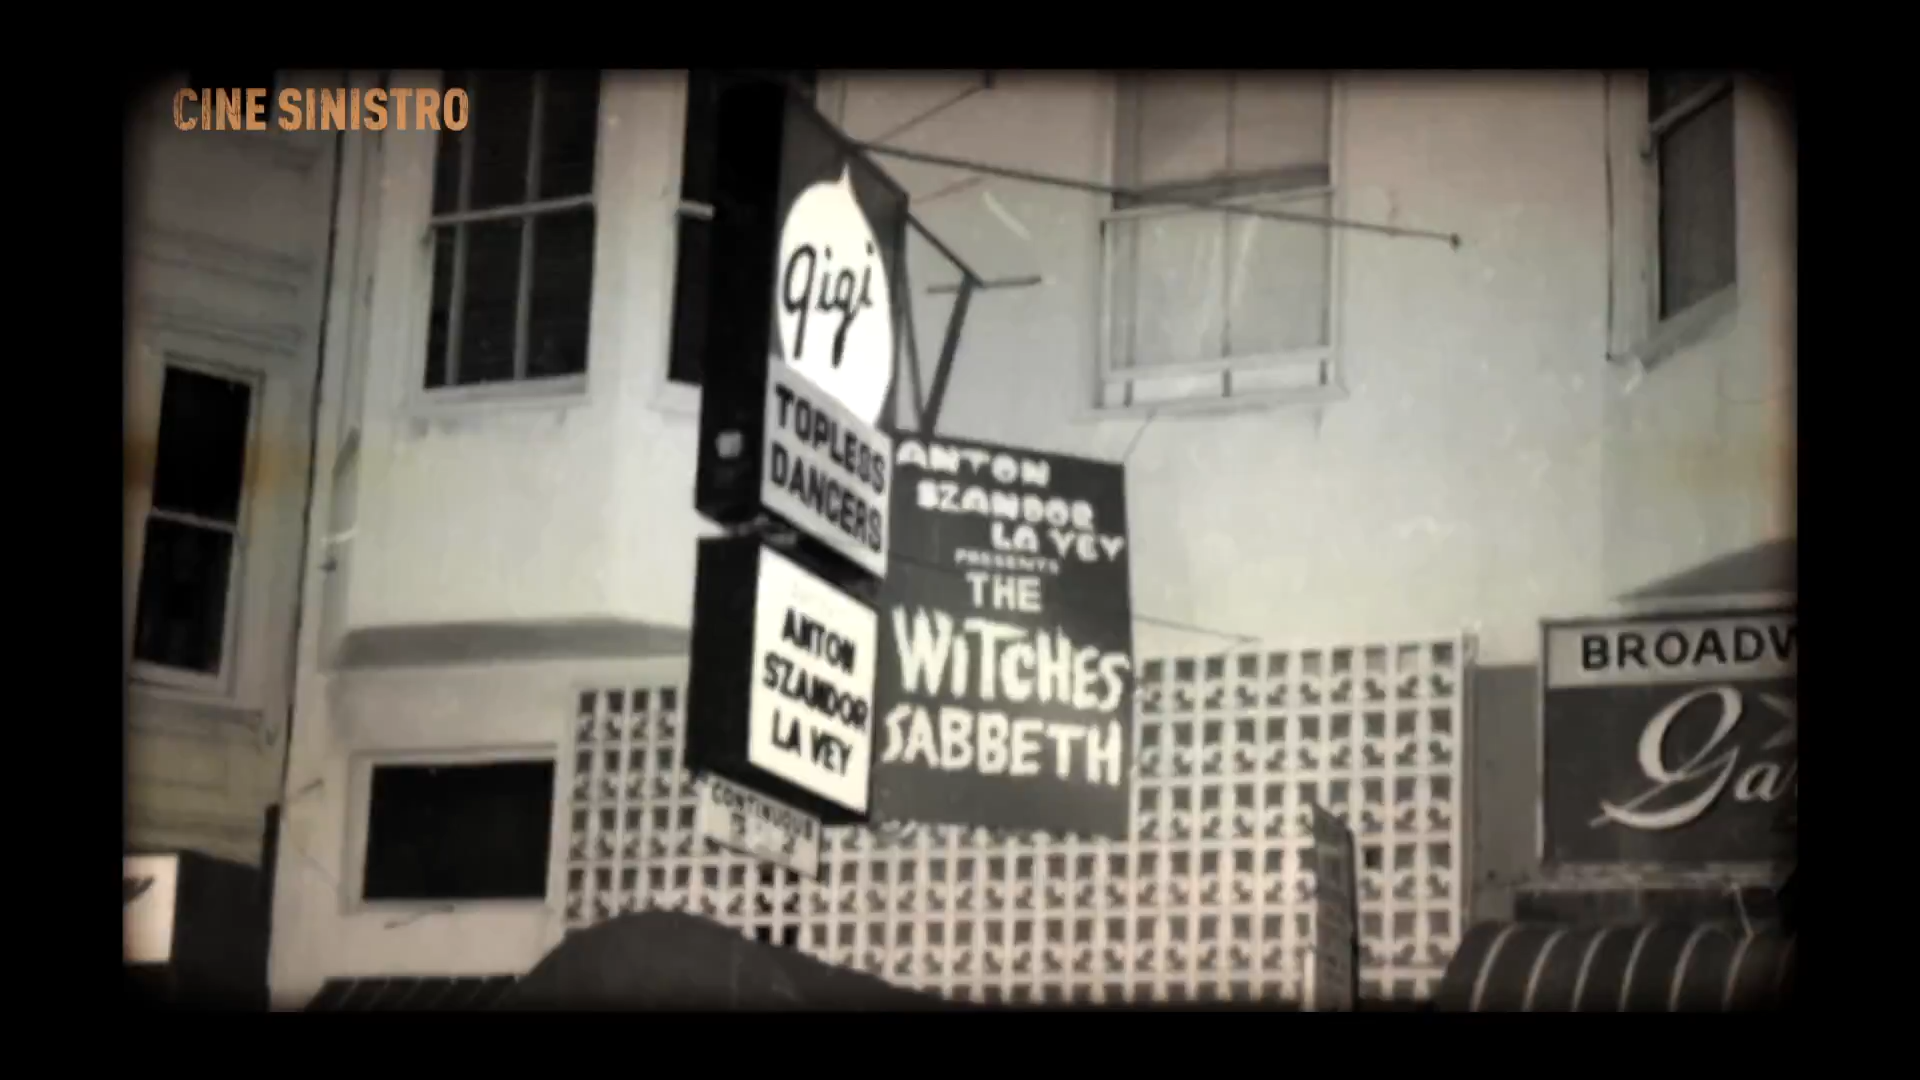 CINE SINISTRO
gigi
TOPLESS
DANCERS
ANTON
SZANDOR
LA VEY
PRESENTS
THE
WITCHES
SABBETH
ANTON
SZANDOR
LA VEY
CONTINUOUS
BROADW
Ga